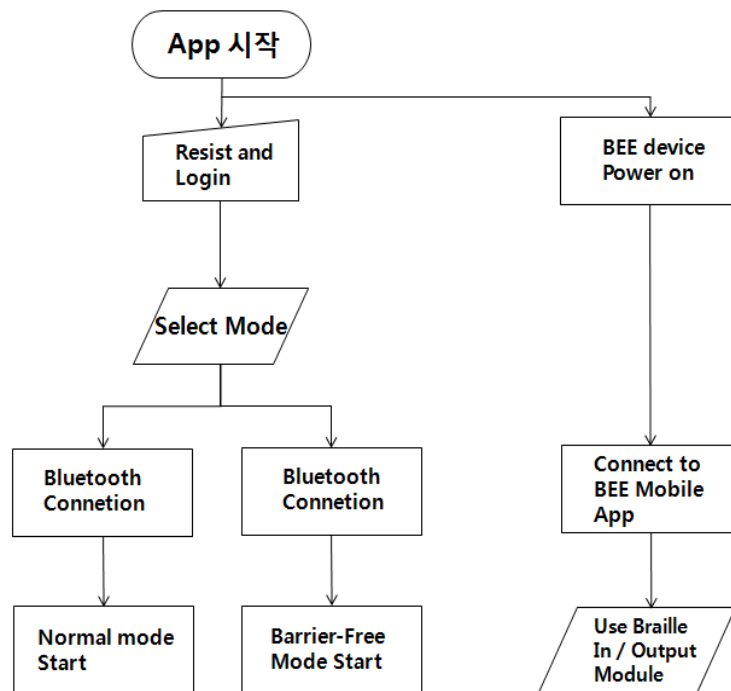 App 시작
Resist and
Login
BEE device
Power on
Select Mode
Bluetooth
Connetion
Bluetooth
Connetion
Connect to
BEE Mobile
App
Normal mode
Start
Barrier-Free
Mode Start
Use Braille
In / Output
Module